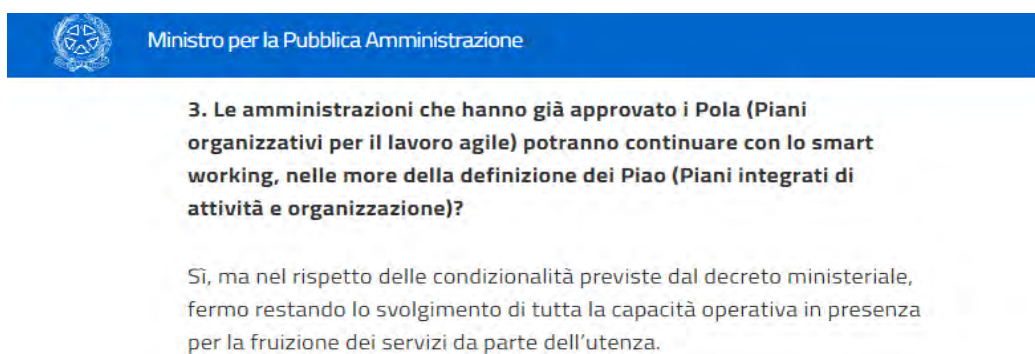 Ministro per la Pubblica Amministrazione
3. Le amministrazioni che hanno già approvato i Pola (Piani
organizzativi per il lavoro agile) potranno continuare con lo smart
working, nelle more della definizione dei Piao (Piani integrati di
attività e organizzazione)?
Sì, ma nel rispetto delle condizionalità previste dal decreto ministeriale,
fermo restando lo svolgimento di tutta la capacità operativa in presenza
per la fruizione dei servizi da parte dell’utenza.